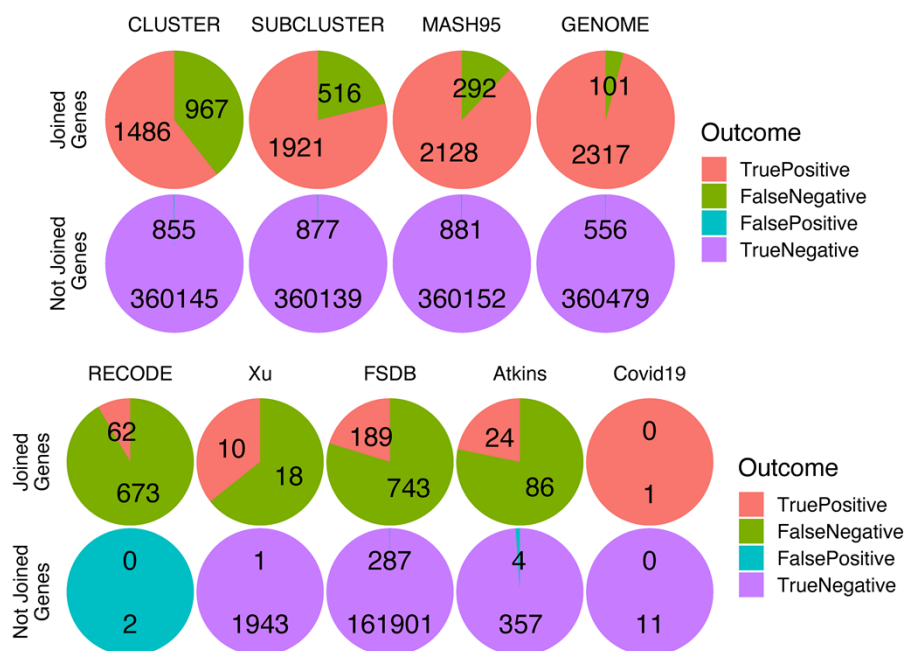 CLUSTER SUBCLUSTER MASH95 GENOME
Joined Genes
967 516 292 101
1486 1921 2128 2317
Not Joined Genes
855 877 881 556
360145 360139 360152 360479
Outcome
TruePositive
FalseNegative
FalsePositive
TrueNegative
RECODE Xu FSDB Atkins Covid19
Joined Genes
62 10 189 24 0
673 18 743 86 1
Not Joined Genes
0 1 287 4 0
2 1943 161901 357 11
Outcome
TruePositive
FalseNegative
FalsePositive
TrueNegative